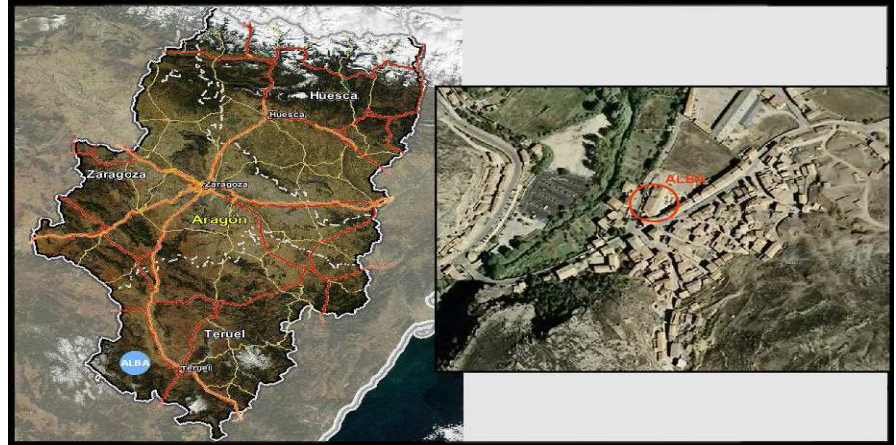 Huesca
Huesca
Zaragoza
Zaragoza
Aragón
Teruel
ALBA
Teruel
ALBA